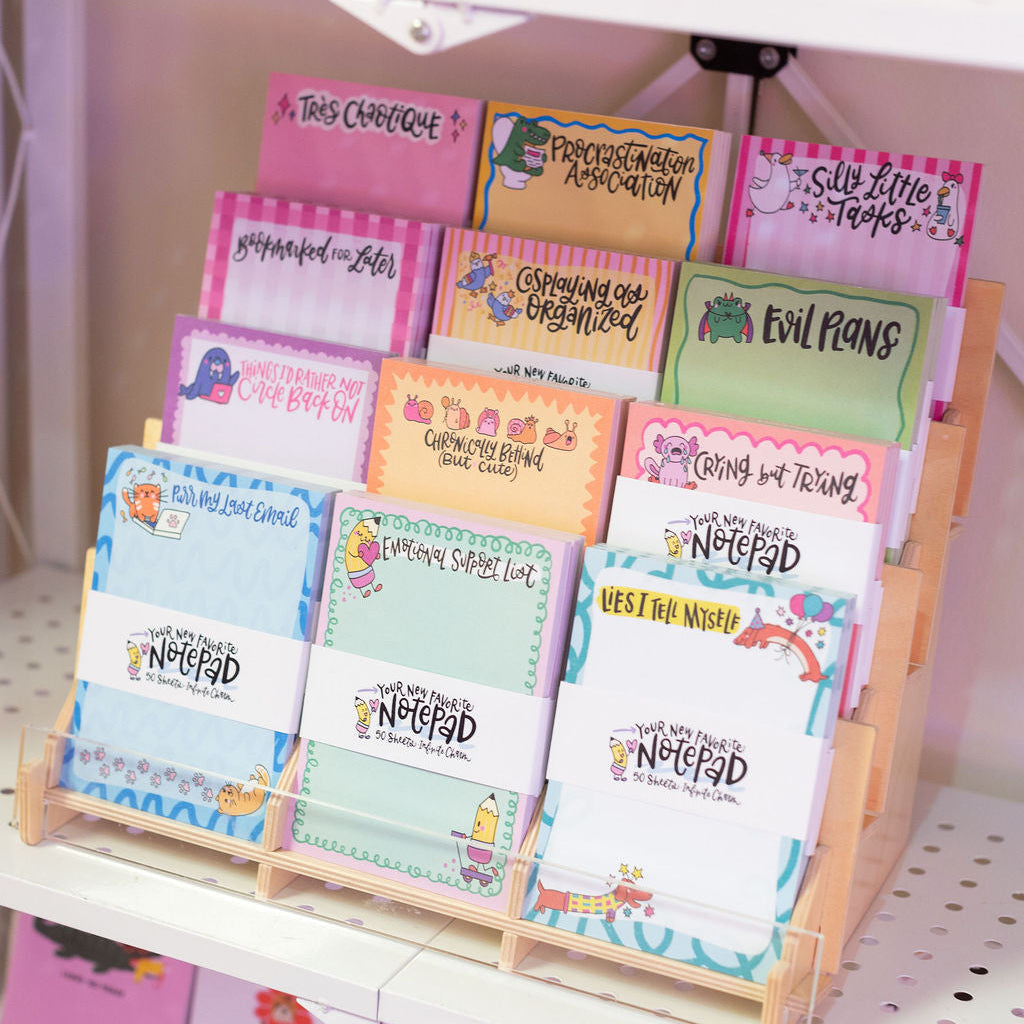 Très Chaotique
Procrastination
Association
Silly Little
Tasks
Bookmarked for Later
Cosplaying as
Organized
Your New Favorite
Evil Plans
Things I'd Rather Not
Circle Back On
Chronically Behind
(But Cute)
Crying but Trying
Your New Favorite
Notepad
Purr My Last Email
Your New Favorite
Notepad
50 Sheets. Infinite Charm.
Emotional Support List
Your New Favorite
Notepad
50 Sheets. Infinite Charm.
Lies I Tell Myself
Your New Favorite
Notepad
50 Sheets. Infinite Charm.